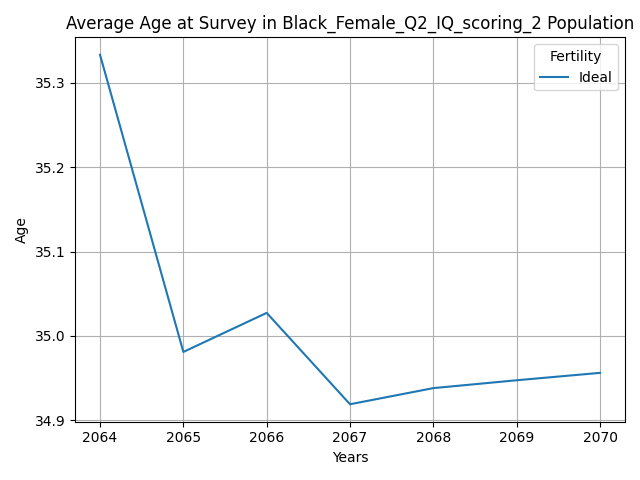 Average Age at Survey in Black_Female_Q2_IQ_scoring_2 Population
Fertility
Ideal
35.3
35.2
35.1
35.0
34.9
Age
2064 2065 2066 2067 2068 2069 2070
Years